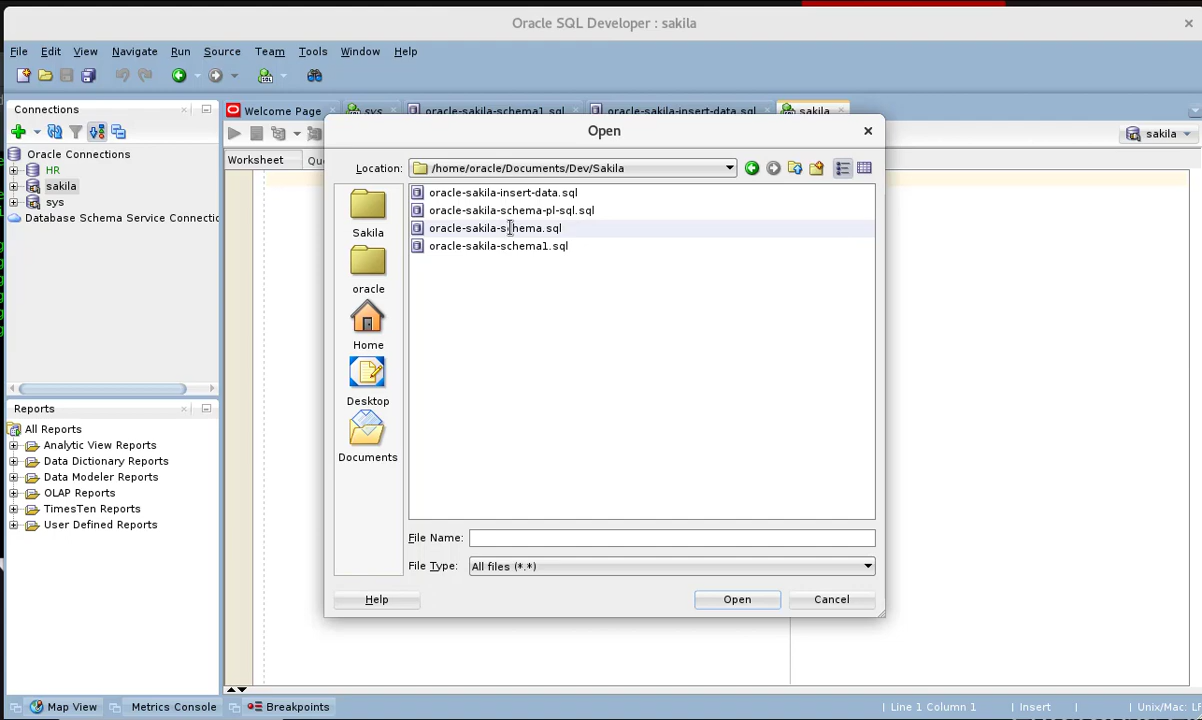 Oracle SQL Developer : sakila
File Edit View Navigate Run Source Team Tools Window Help
Connections
Welcome Page sys oracle-sakila-schema1.sql oracle-sakila-insert-data.sql sakila
sakila
Worksheet
Oracle Connections
HR
sakila
sys
Database Schema Service Connectio
Open
Location: /home/oracle/Documents/Dev/Sakila
Sakila
oracle
Home
Desktop
Documents
oracle-sakila-insert-data.sql
oracle-sakila-schema-pl-sql.sql
oracle-sakila-schema.sql
oracle-sakila-schema1.sql
File Name:
File Type: All files (*.*)
Help Open Cancel
Reports
All Reports
Analytic View Reports
Data Dictionary Reports
Data Modeler Reports
OLAP Reports
TimesTen Reports
User Defined Reports
Map View Metrics Console Breakpoints
Line 1 Column 1 Insert Unix/Mac: LF